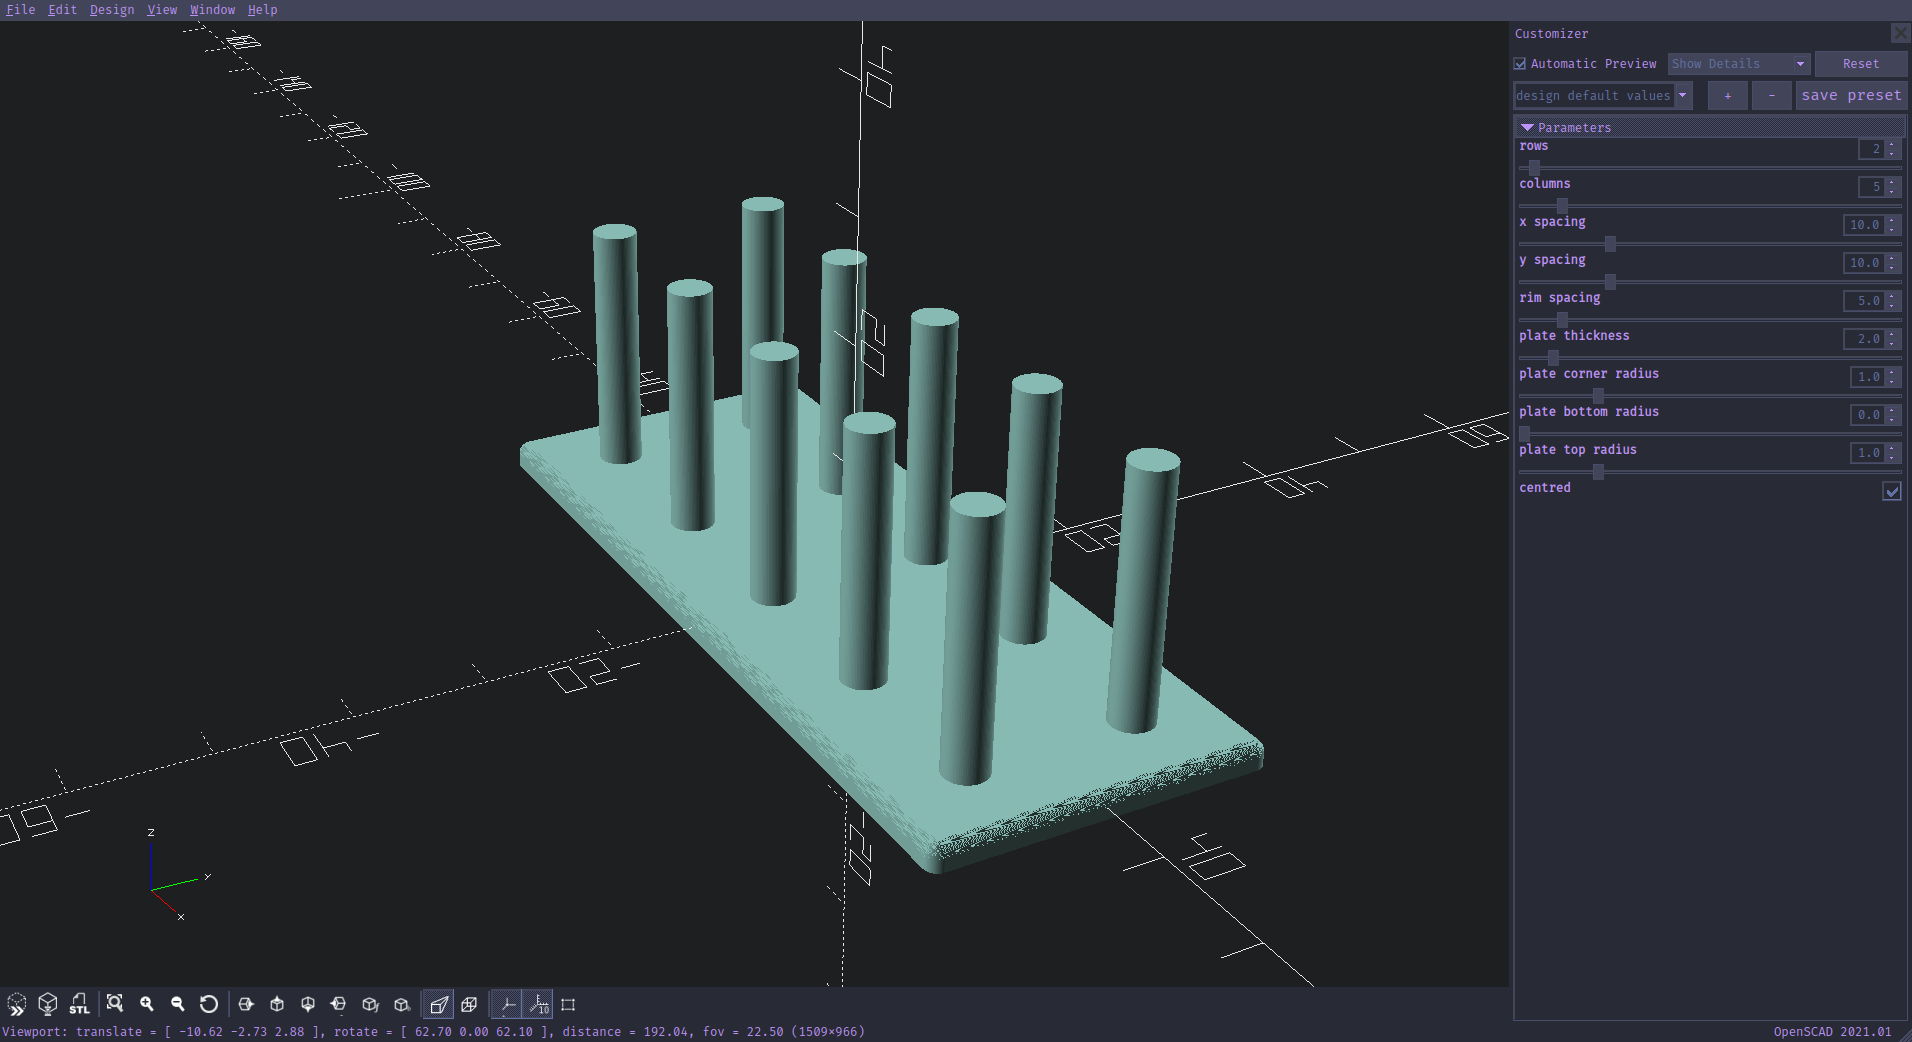 File Edit Design View Window Help
Customizer
Automatic Preview Show Details Reset
design default values + - save preset
Parameters
rows 2
columns 5
x spacing 10.0
y spacing 10.0
rim spacing 5.0
plate thickness 2.0
plate corner radius 1.0
plate bottom radius 0.0
plate top radius 1.0
centred
z
y
x
STL
10
Viewport: translate = [ -10.62 -2.73 2.88 ], rotate = [ 62.70 0.00 62.10 ], distance = 192.04, fov = 22.50 (1509×966)
OpenSCAD 2021.01